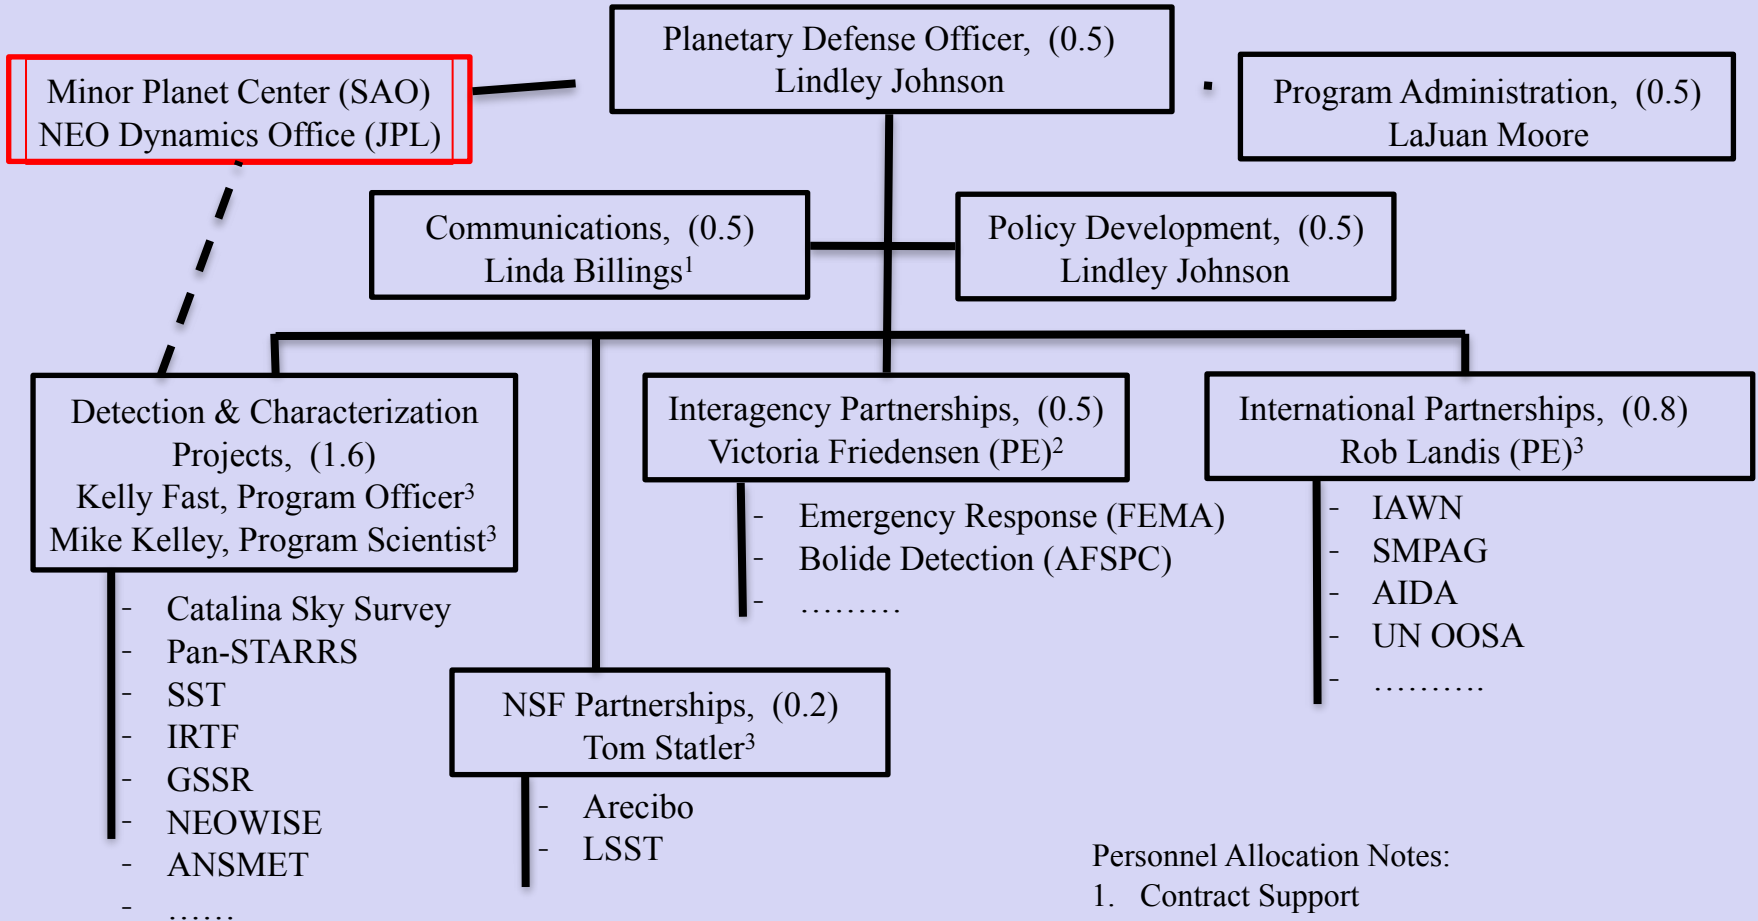 Planetary Defense Officer, (0.5)
Lindley Johnson
Minor Planet Center (SAO)
NEO Dynamics Office (JPL)
Program Administration, (0.5)
LaJuan Moore
Communications, (0.5)
Linda Billings¹
Policy Development, (0.5)
Lindley Johnson
Detection & Characterization
Projects, (1.6)
Kelly Fast, Program Officer³
Mike Kelley, Program Scientist³
- Catalina Sky Survey
- Pan-STARRS
- SST
- IRTF
- GSSR
- NEOWISE
- ANSMET
- ......
NSF Partnerships, (0.2)
Tom Statler³
- Arecibo
- LSST
Interagency Partnerships, (0.5)
Victoria Friedensen (PE)²
- Emergency Response (FEMA)
- Bolide Detection (AFSPC)
- .........
International Partnerships, (0.8)
Rob Landis (PE)³
- IAWN
- SMPAG
- AIDA
- UN OOSA
- ..........
Personnel Allocation Notes:
1. Contract Support